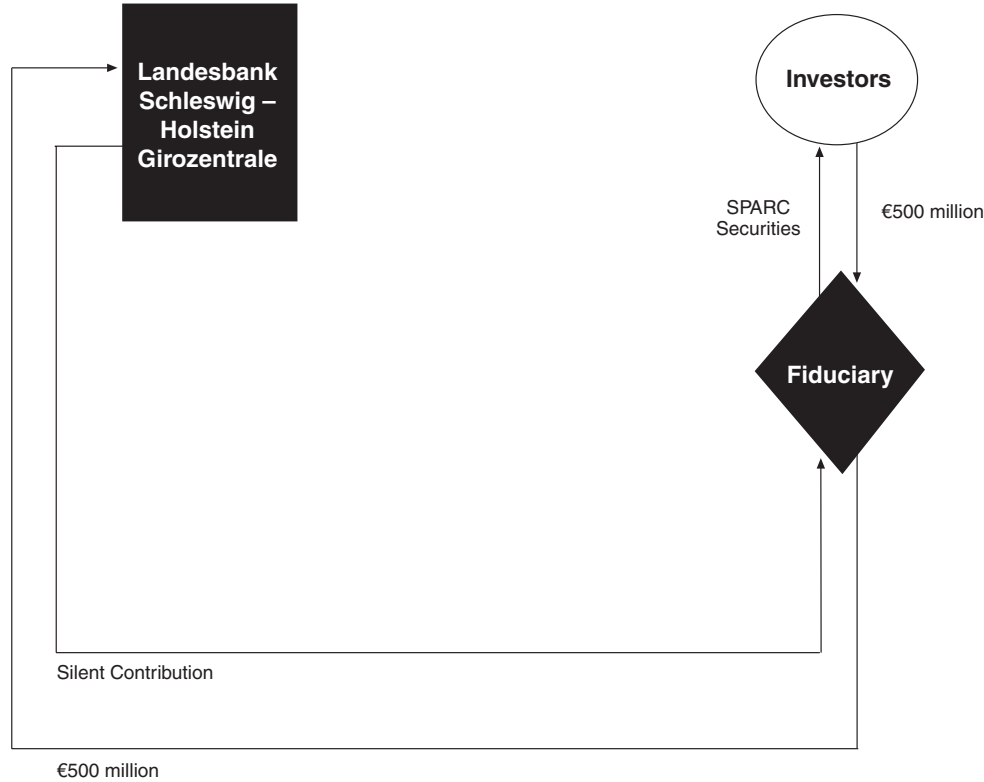 Landesbank
Schleswig –
Holstein
Girozentrale
Investors
SPARC
Securities
€500 million
Fiduciary
Silent Contribution
€500 million